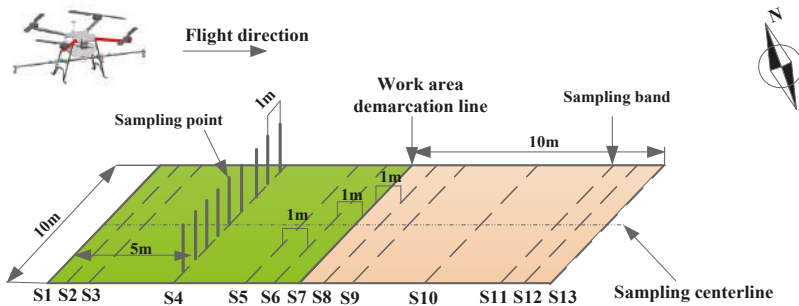 Flight direction
N
Work area
demarcation line
Sampling band
1m
Sampling point
10m
1m
1m
10m
1m
5m
S1 S2 S3 S4 S5 S6 S7 S8 S9 S10 S11 S12 S13
Sampling centerline